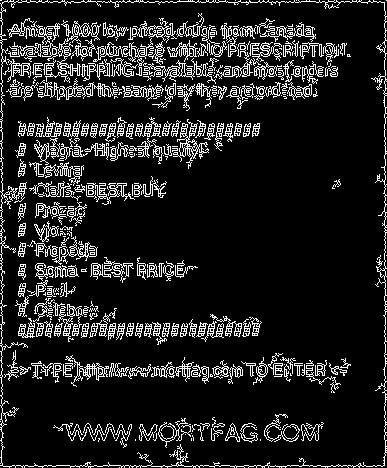 Almost 1000 low priced drugs from Canada,
available for purchase with NO PRESCRIPTION.
FREE SHIPPING is available, and most orders
are shipped the same day they are ordered.
########################
# Viagra - Highest quality!
# Levitra
# Cialis - BEST BUY
# Prozac
# Vioxx
# Propecia
# Soma - BEST PRICE
# Paxil
# Celebrex
########################
=> TYPE http://www.mortfag.com TO ENTER <=
WWW.MORTFAG.COM